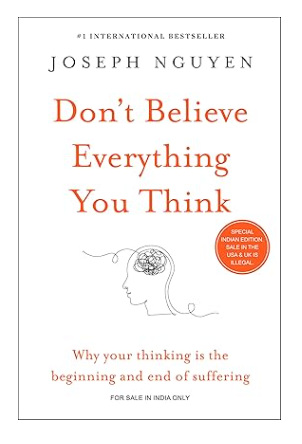 #1 INTERNATIONAL BESTSELLER
JOSEPH NGUYEN
Don't Believe
Everything
You Think
SPECIAL
INDIAN EDITION.
SALE IN THE
USA & UK IS
ILLEGAL.
Why your thinking is the
beginning and end of suffering
FOR SALE IN INDIA ONLY